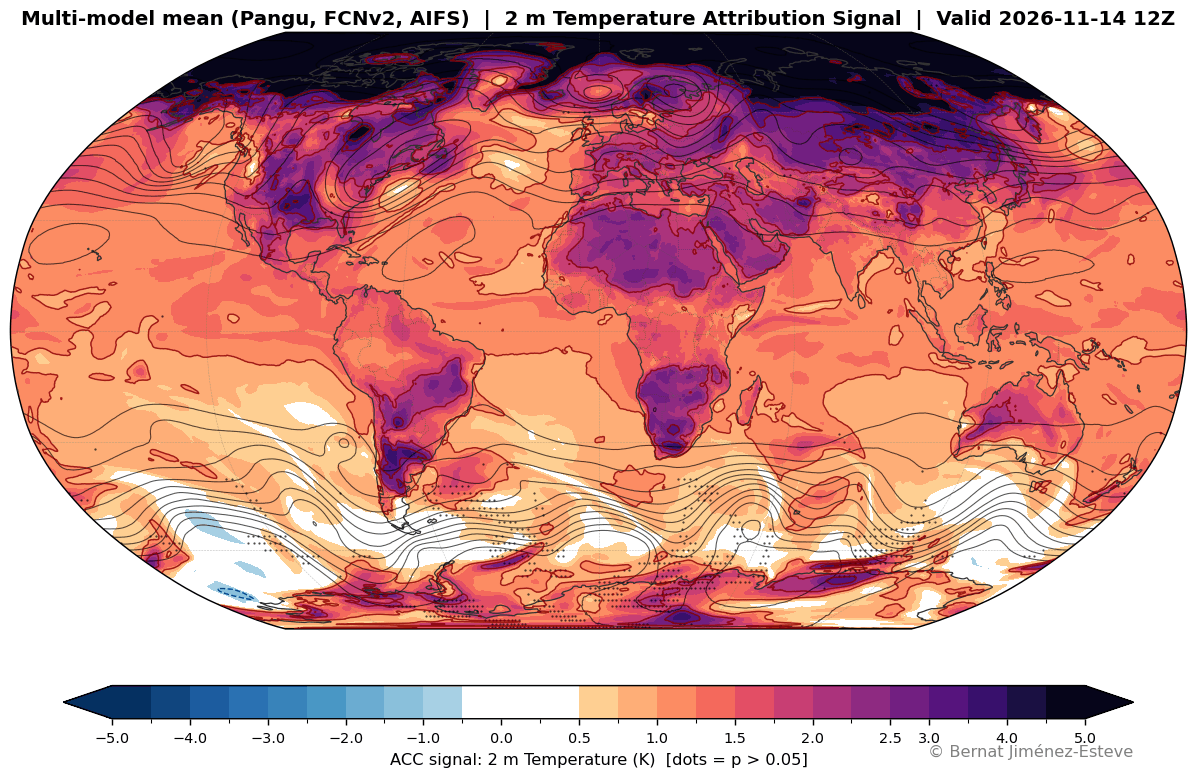 Multi-model mean (Pangu, FCNv2, AIFS)  |  2 m Temperature Attribution Signal  |  Valid 2026-11-14 12Z
−5.0 −4.0 −3.0 −2.0 −1.0 0.0 0.5 1.0 1.5 2.0 2.5 3.0 4.0 5.0
ACC signal: 2 m Temperature (K)  [dots = p > 0.05]
© Bernat Jiménez-Esteve